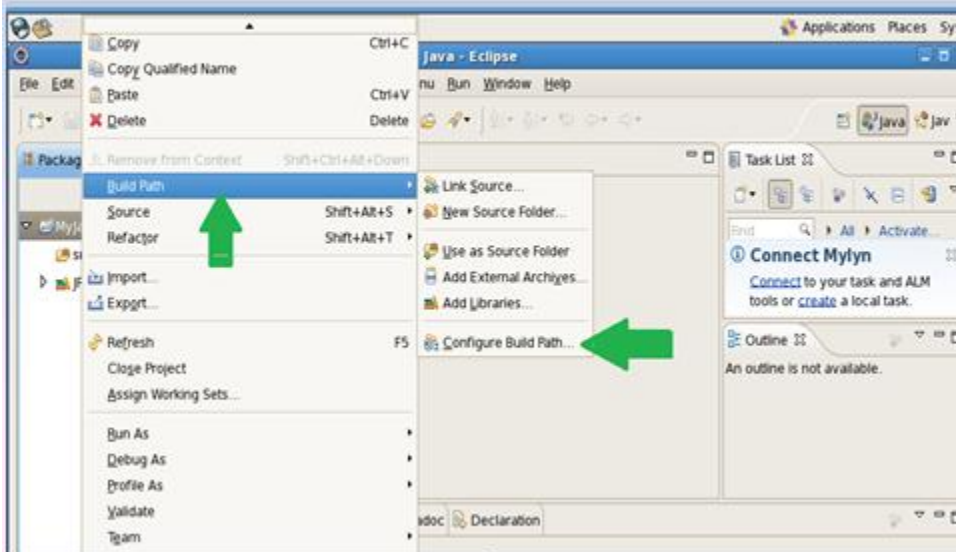 Applications Places Sy
Java - Eclipse
File Edit
nu Run Window Help
Java Jav
Copy Ctrl+C
Copy Qualified Name
Paste Ctrl+V
Delete Delete
Remove from Context Shift+Ctrl+Alt+Down
Build Path
Source Shift+Alt+S
Refactor Shift+Alt+T
Import...
Export...
Refresh F5
Close Project
Assign Working Sets...
Run As
Debug As
Profile As
Validate
Team
Packag
MyJa
JF
Link Source...
New Source Folder...
Use as Source Folder
Add External Archives...
Add Libraries...
Configure Build Path...
Task List
Find All Activate...
Connect Mylyn
Connect to your task and ALM
tools or create a local task.
Outline
An outline is not available.
adoc Declaration